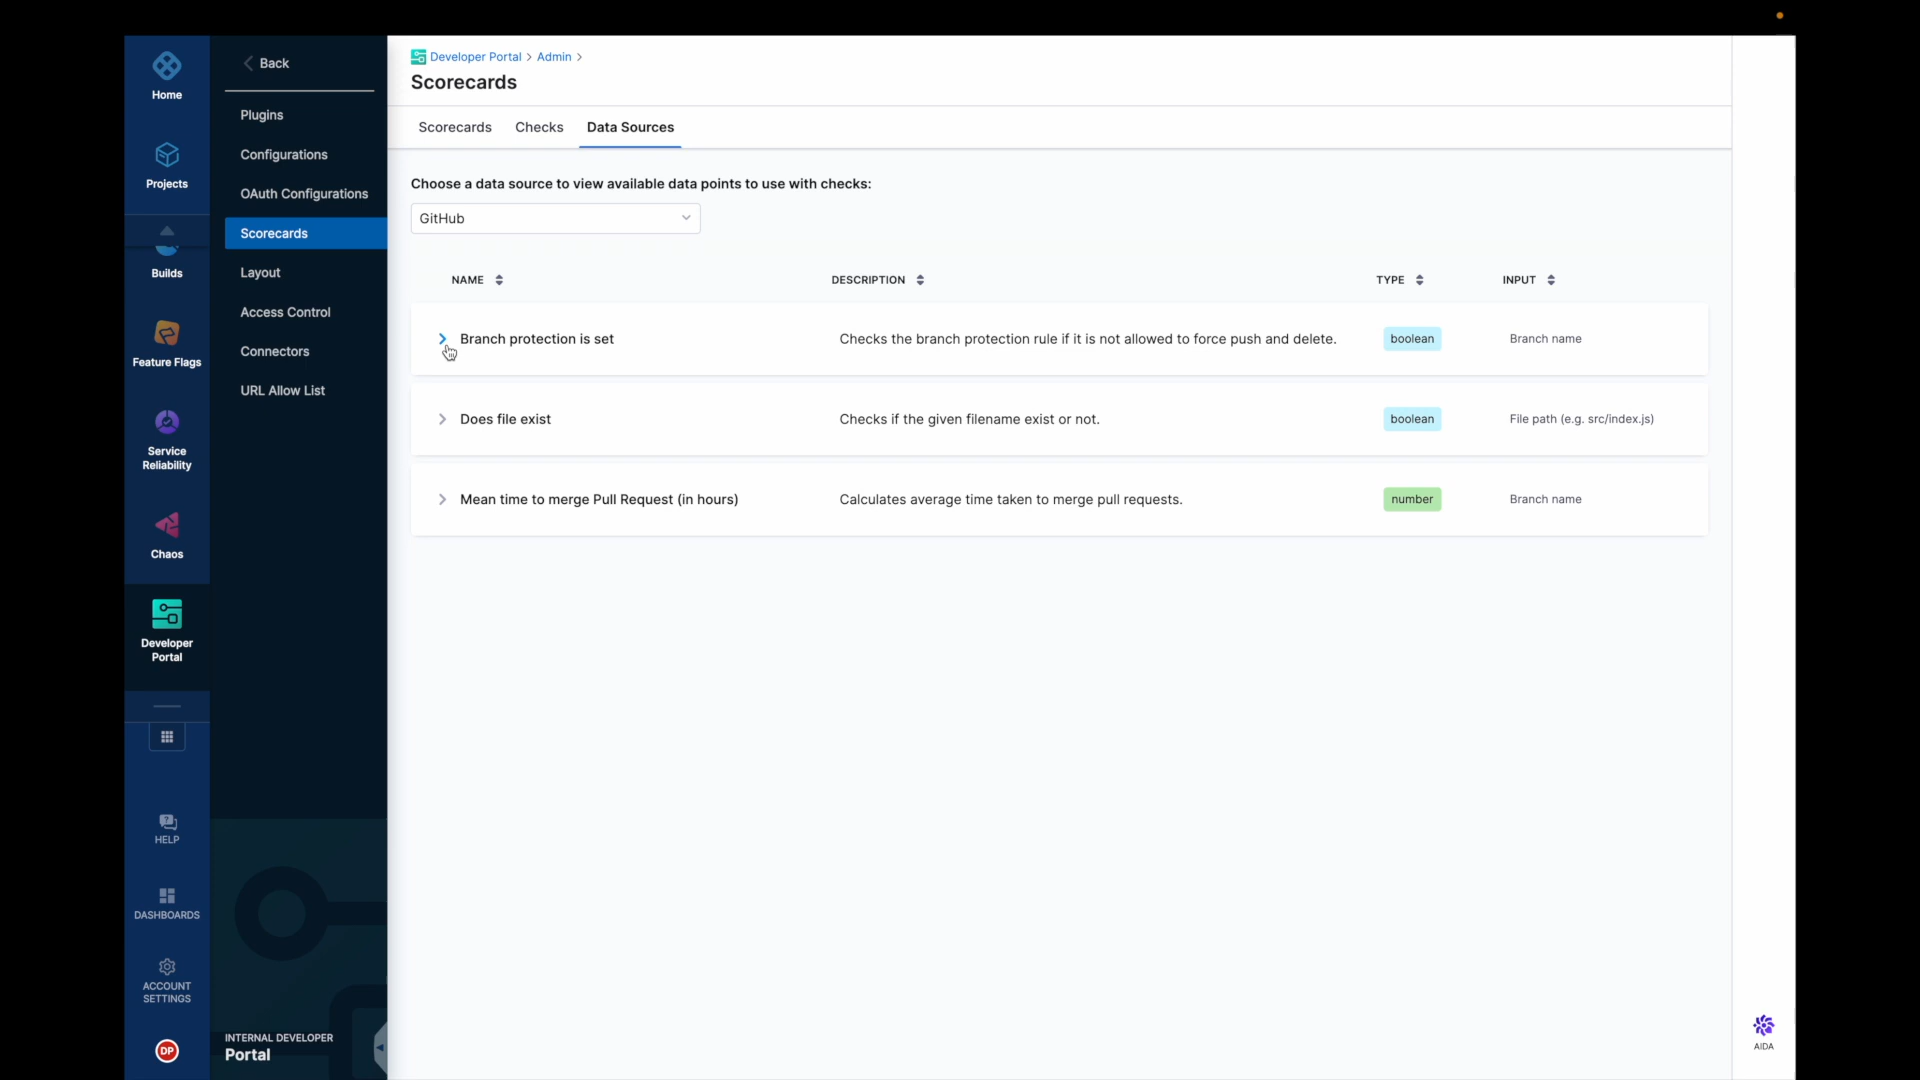 Home
Projects
Builds
Feature Flags
Service
Reliability
Chaos
Developer
Portal
HELP
DASHBOARDS
ACCOUNT
SETTINGS
DP
Back
Plugins
Configurations
OAuth Configurations
Scorecards
Layout
Access Control
Connectors
URL Allow List
INTERNAL DEVELOPER
Portal
Developer Portal > Admin >
Scorecards
Scorecards Checks Data Sources
Choose a data source to view available data points to use with checks:
GitHub
NAME DESCRIPTION TYPE INPUT
Branch protection is set Checks the branch protection rule if it is not allowed to force push and delete. boolean Branch name
Does file exist Checks if the given filename exist or not. boolean File path (e.g. src/index.js)
Mean time to merge Pull Request (in hours) Calculates average time taken to merge pull requests. number Branch name
AIDA